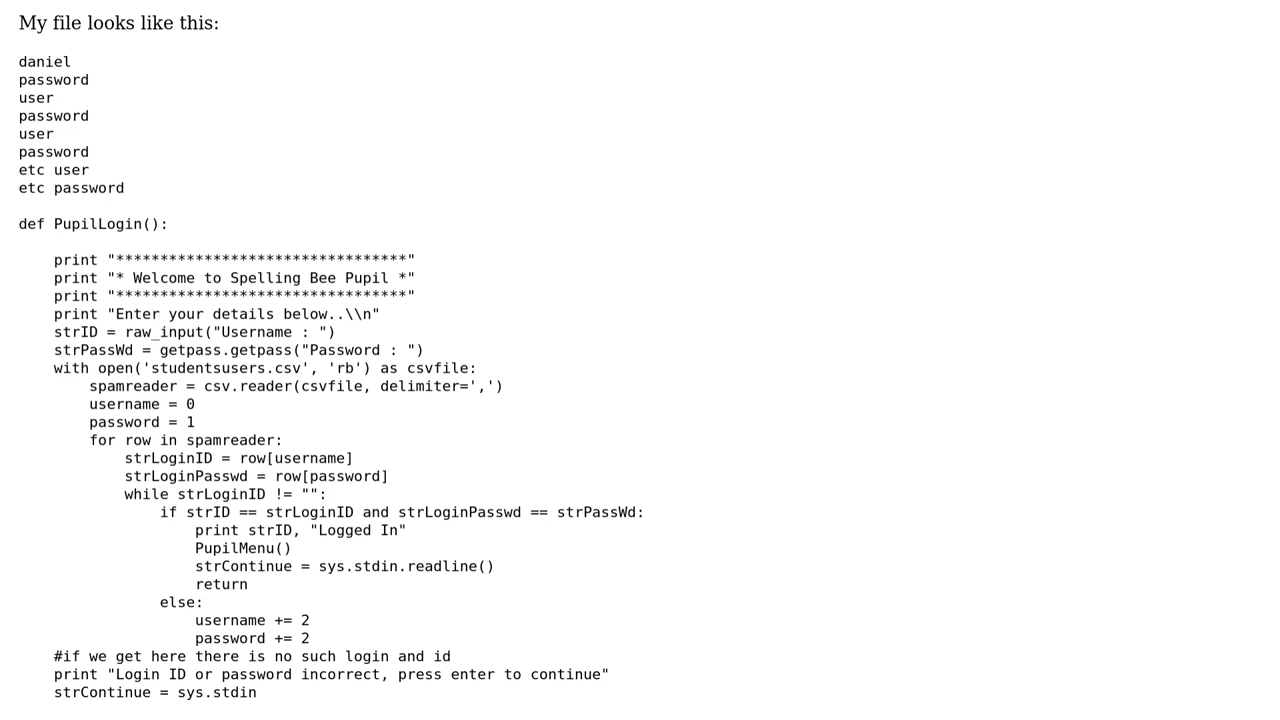 My file looks like this:
daniel
password
user
password
user
password
etc user
etc password
def PupilLogin():
    print "*********************************"
    print "* Welcome to Spelling Bee Pupil *"
    print "*********************************"
    print "Enter your details below..\\n"
    strID = raw_input("Username : ")
    strPassWd = getpass.getpass("Password : ")
    with open('studentsusers.csv', 'rb') as csvfile:
        spamreader = csv.reader(csvfile, delimiter=',')
        username = 0
        password = 1
        for row in spamreader:
            strLoginID = row[username]
            strLoginPasswd = row[password]
            while strLoginID != "":
                if strID == strLoginID and strLoginPasswd == strPassWd:
                    print strID, "Logged In"
                    PupilMenu()
                    strContinue = sys.stdin.readline()
                    return
                else:
                    username += 2
                    password += 2
    #if we get here there is no such login and id
    print "Login ID or password incorrect, press enter to continue"
    strContinue = sys.stdin